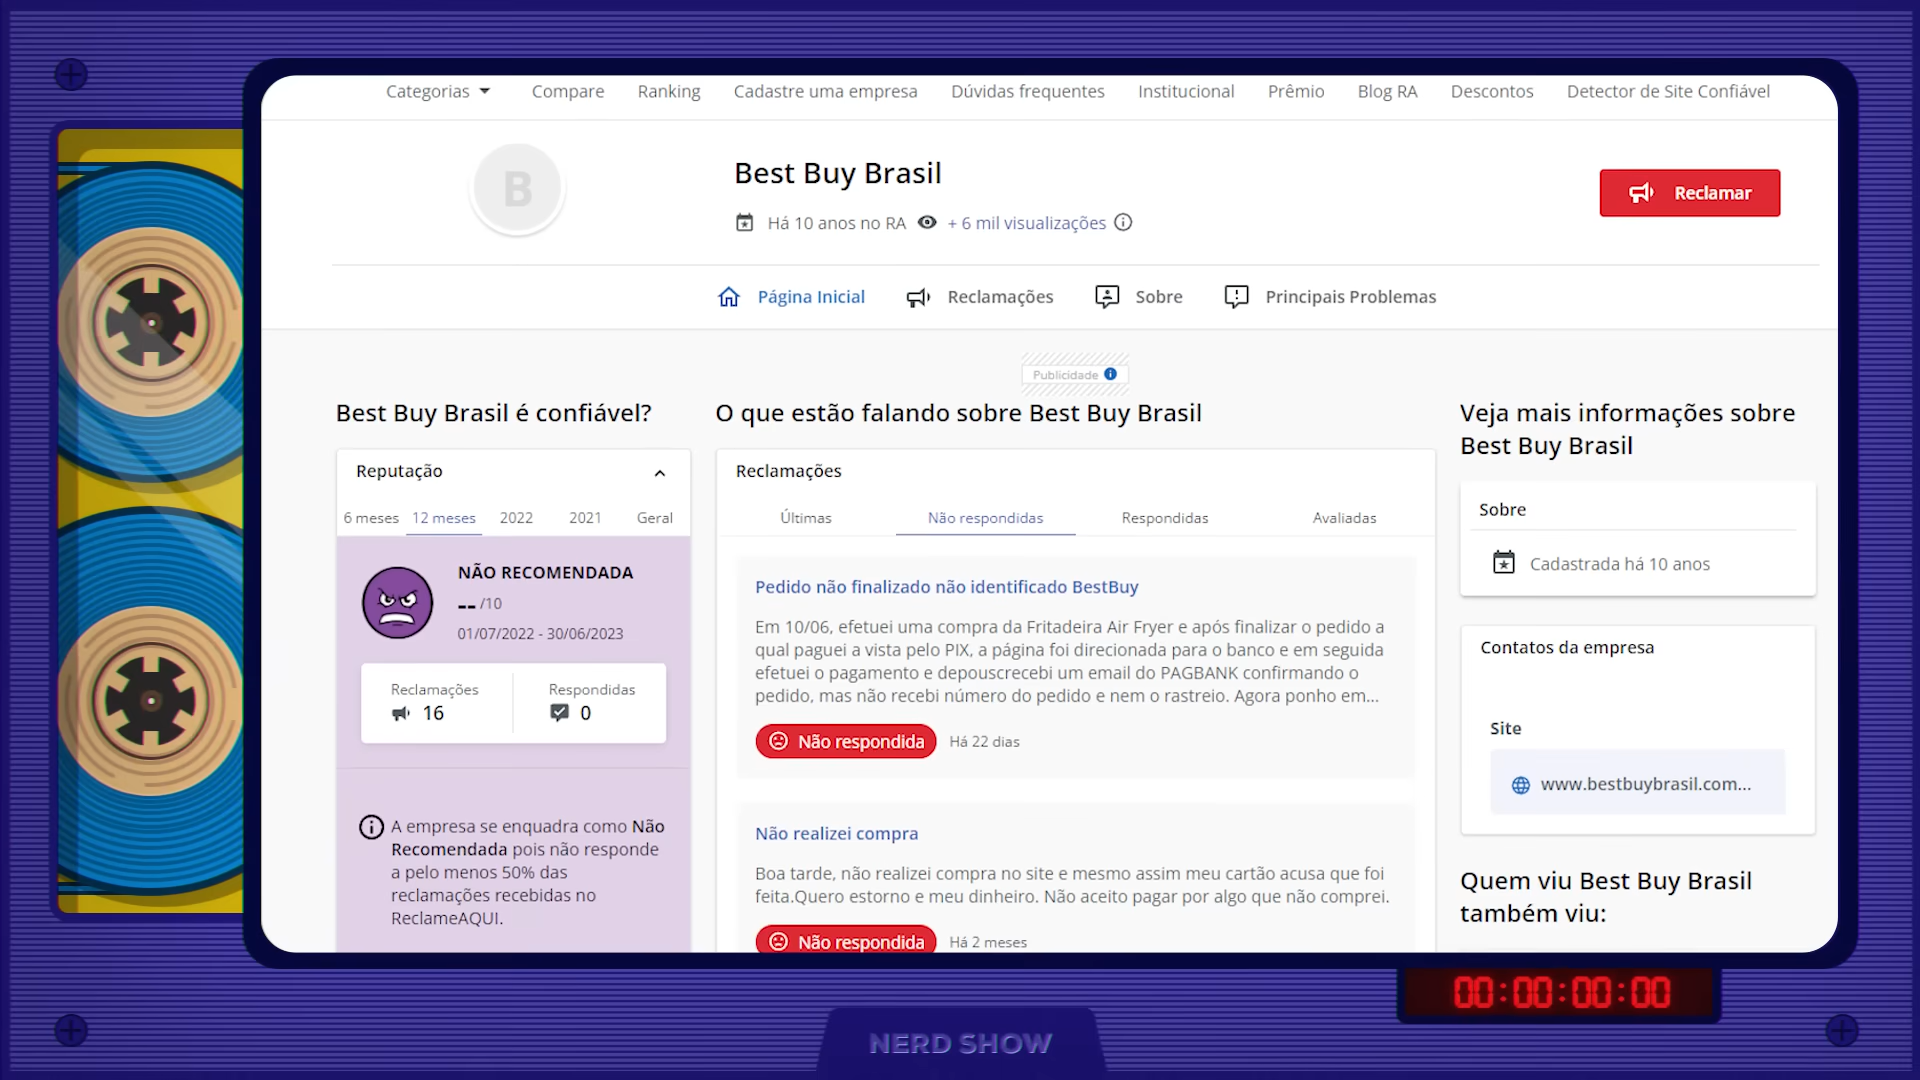 Categorias Compare Ranking Cadastre uma empresa Dúvidas frequentes Institucional Prêmio Blog RA Descontos Detector de Site Confiável
B
Best Buy Brasil
Há 10 anos no RA + 6 mil visualizações
Reclamar
Página Inicial Reclamações Sobre Principais Problemas
Publicidade
Best Buy Brasil é confiável?
Reputação
6 meses 12 meses 2022 2021 Geral
NÃO RECOMENDADA
-- /10
01/07/2022 - 30/06/2023
Reclamações Respondidas
16 0
A empresa se enquadra como Não
Recomendada pois não responde
a pelo menos 50% das
reclamações recebidas no
ReclameAQUI.
O que estão falando sobre Best Buy Brasil
Reclamações
Últimas Não respondidas Respondidas Avaliadas
Pedido não finalizado não identificado BestBuy
Em 10/06, efetuei uma compra da Fritadeira Air Fryer e após finalizar o pedido a
qual paguei a vista pelo PIX, a página foi direcionada para o banco e em seguida
efetuei o pagamento e depouscrecebi um email do PAGBANK confirmando o
pedido, mas não recebi número do pedido e nem o rastreio. Agora ponho em...
Não respondida Há 22 dias
Não realizei compra
Boa tarde, não realizei compra no site e mesmo assim meu cartão acusa que foi
feita.Quero estorno e meu dinheiro. Não aceito pagar por algo que não comprei.
Não respondida Há 2 meses
Veja mais informações sobre
Best Buy Brasil
Sobre
Cadastrada há 10 anos
Contatos da empresa
Site
www.bestbuybrasil.com...
Quem viu Best Buy Brasil
também viu:
00:00:00:00
NERD SHOW